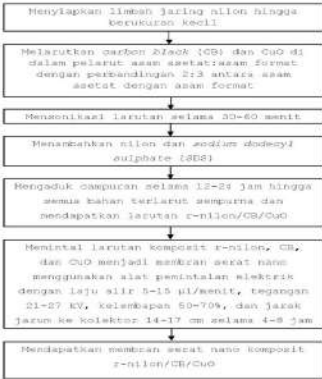 Menyiapkan limbah jaring nilon hingga
berukuran kecil
Melarutkan carbon black (CB) dan CuO di
dalam pelarut asam asetat:asam format
dengan perbandingan 2:3 antara asam
asetat dengan asam format
Mensonikasi larutan selama 30-60 menit
Menambahkan nilon dan sodium dodecyl
sulphate (SDS)
Mengaduk campuran selama 12-24 jam hingga
semua bahan terlarut sempurna dan
mendapatkan larutan r-nilon/CB/CuO
Memintal larutan komposit r-nilon, CB,
dan CuO menjadi membran serat nano
menggunakan alat pemintalan elektrik
dengan laju alir 5-15 µl/menit, tegangan
21-27 kV, kelembapan 60-70%, dan jarak
jarum ke kolektor 14-17 cm selama 4-8 jam
Mendapatkan membran serat nano komposit
r-nilon/CB/CuO